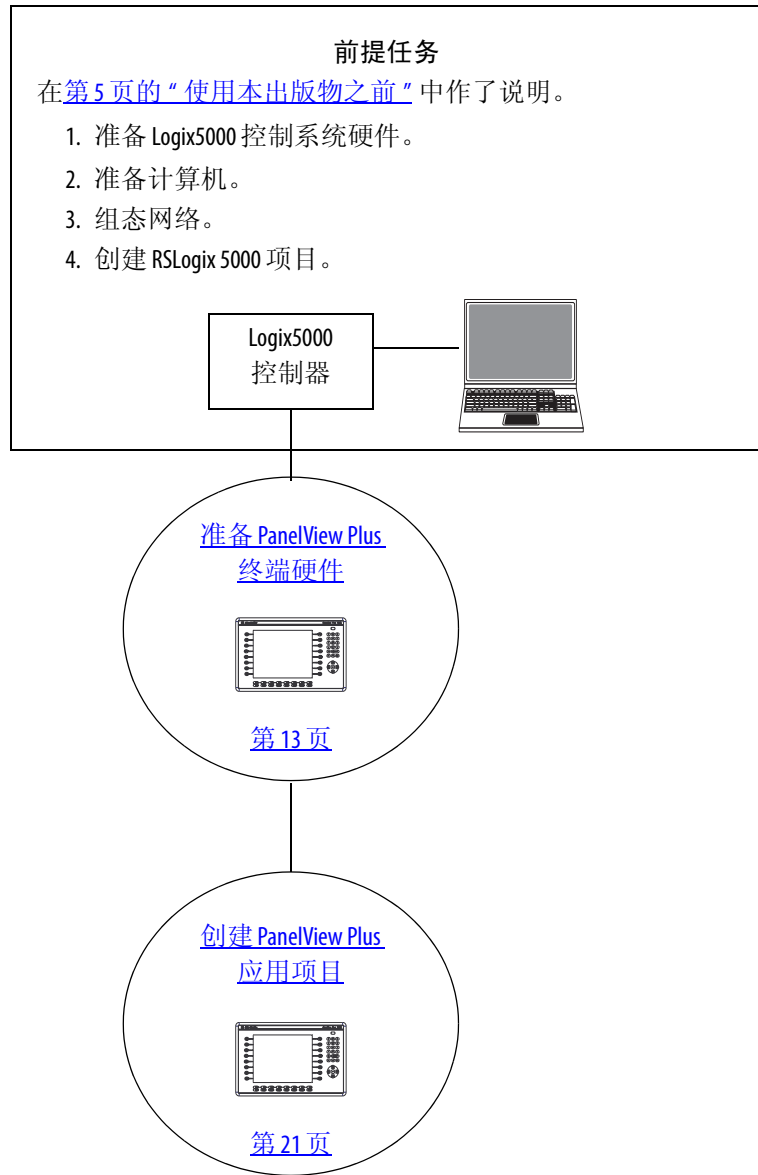 前提任务
在第 5 页的 “ 使用本出版物之前 ” 中作了说明。
1. 准备 Logix5000 控制系统硬件。
2. 准备计算机。
3. 组态网络。
4. 创建 RSLogix 5000 项目。
Logix5000
控制器
准备 PanelView Plus
终端硬件
第 13 页
创建 PanelView Plus
应用项目
第 21 页